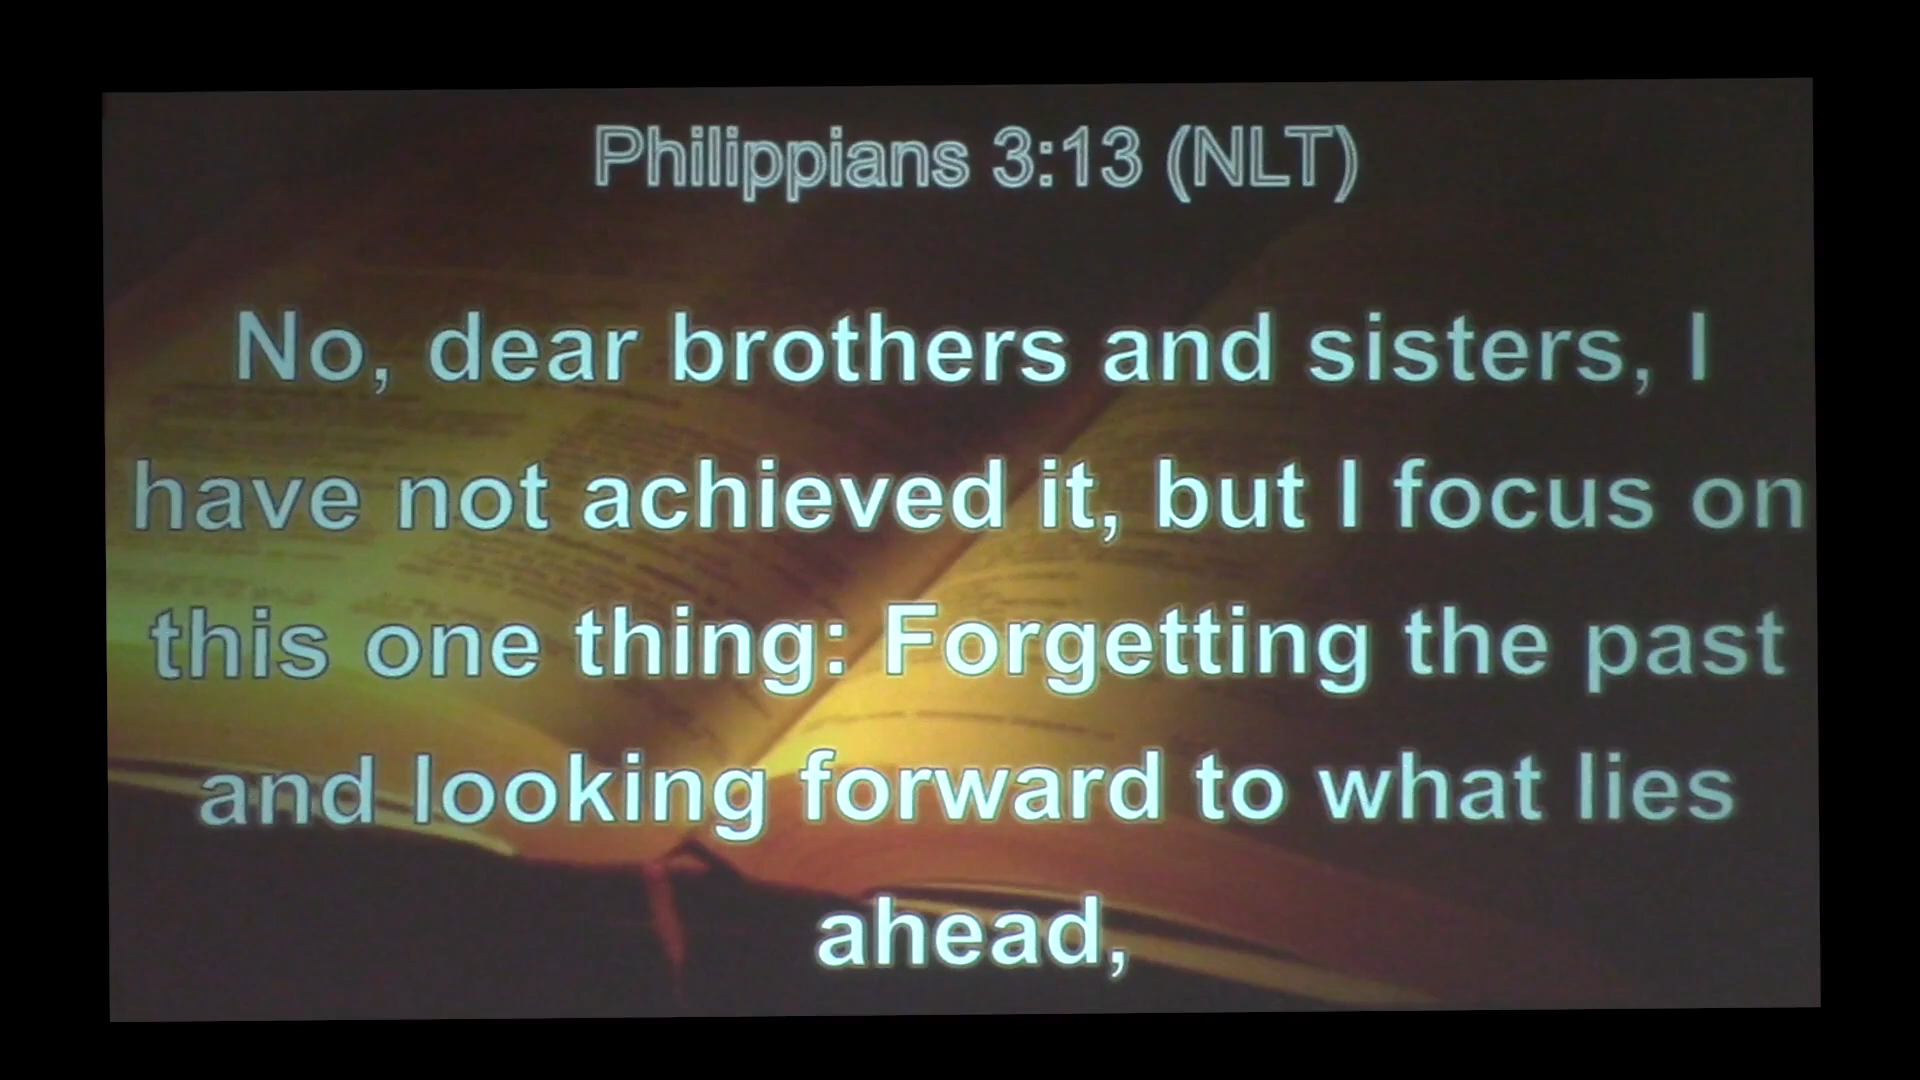 Philippians 3:13 (NLT)
No, dear brothers and sisters, I
have not achieved it, but I focus on
this one thing: Forgetting the past
and looking forward to what lies
ahead,